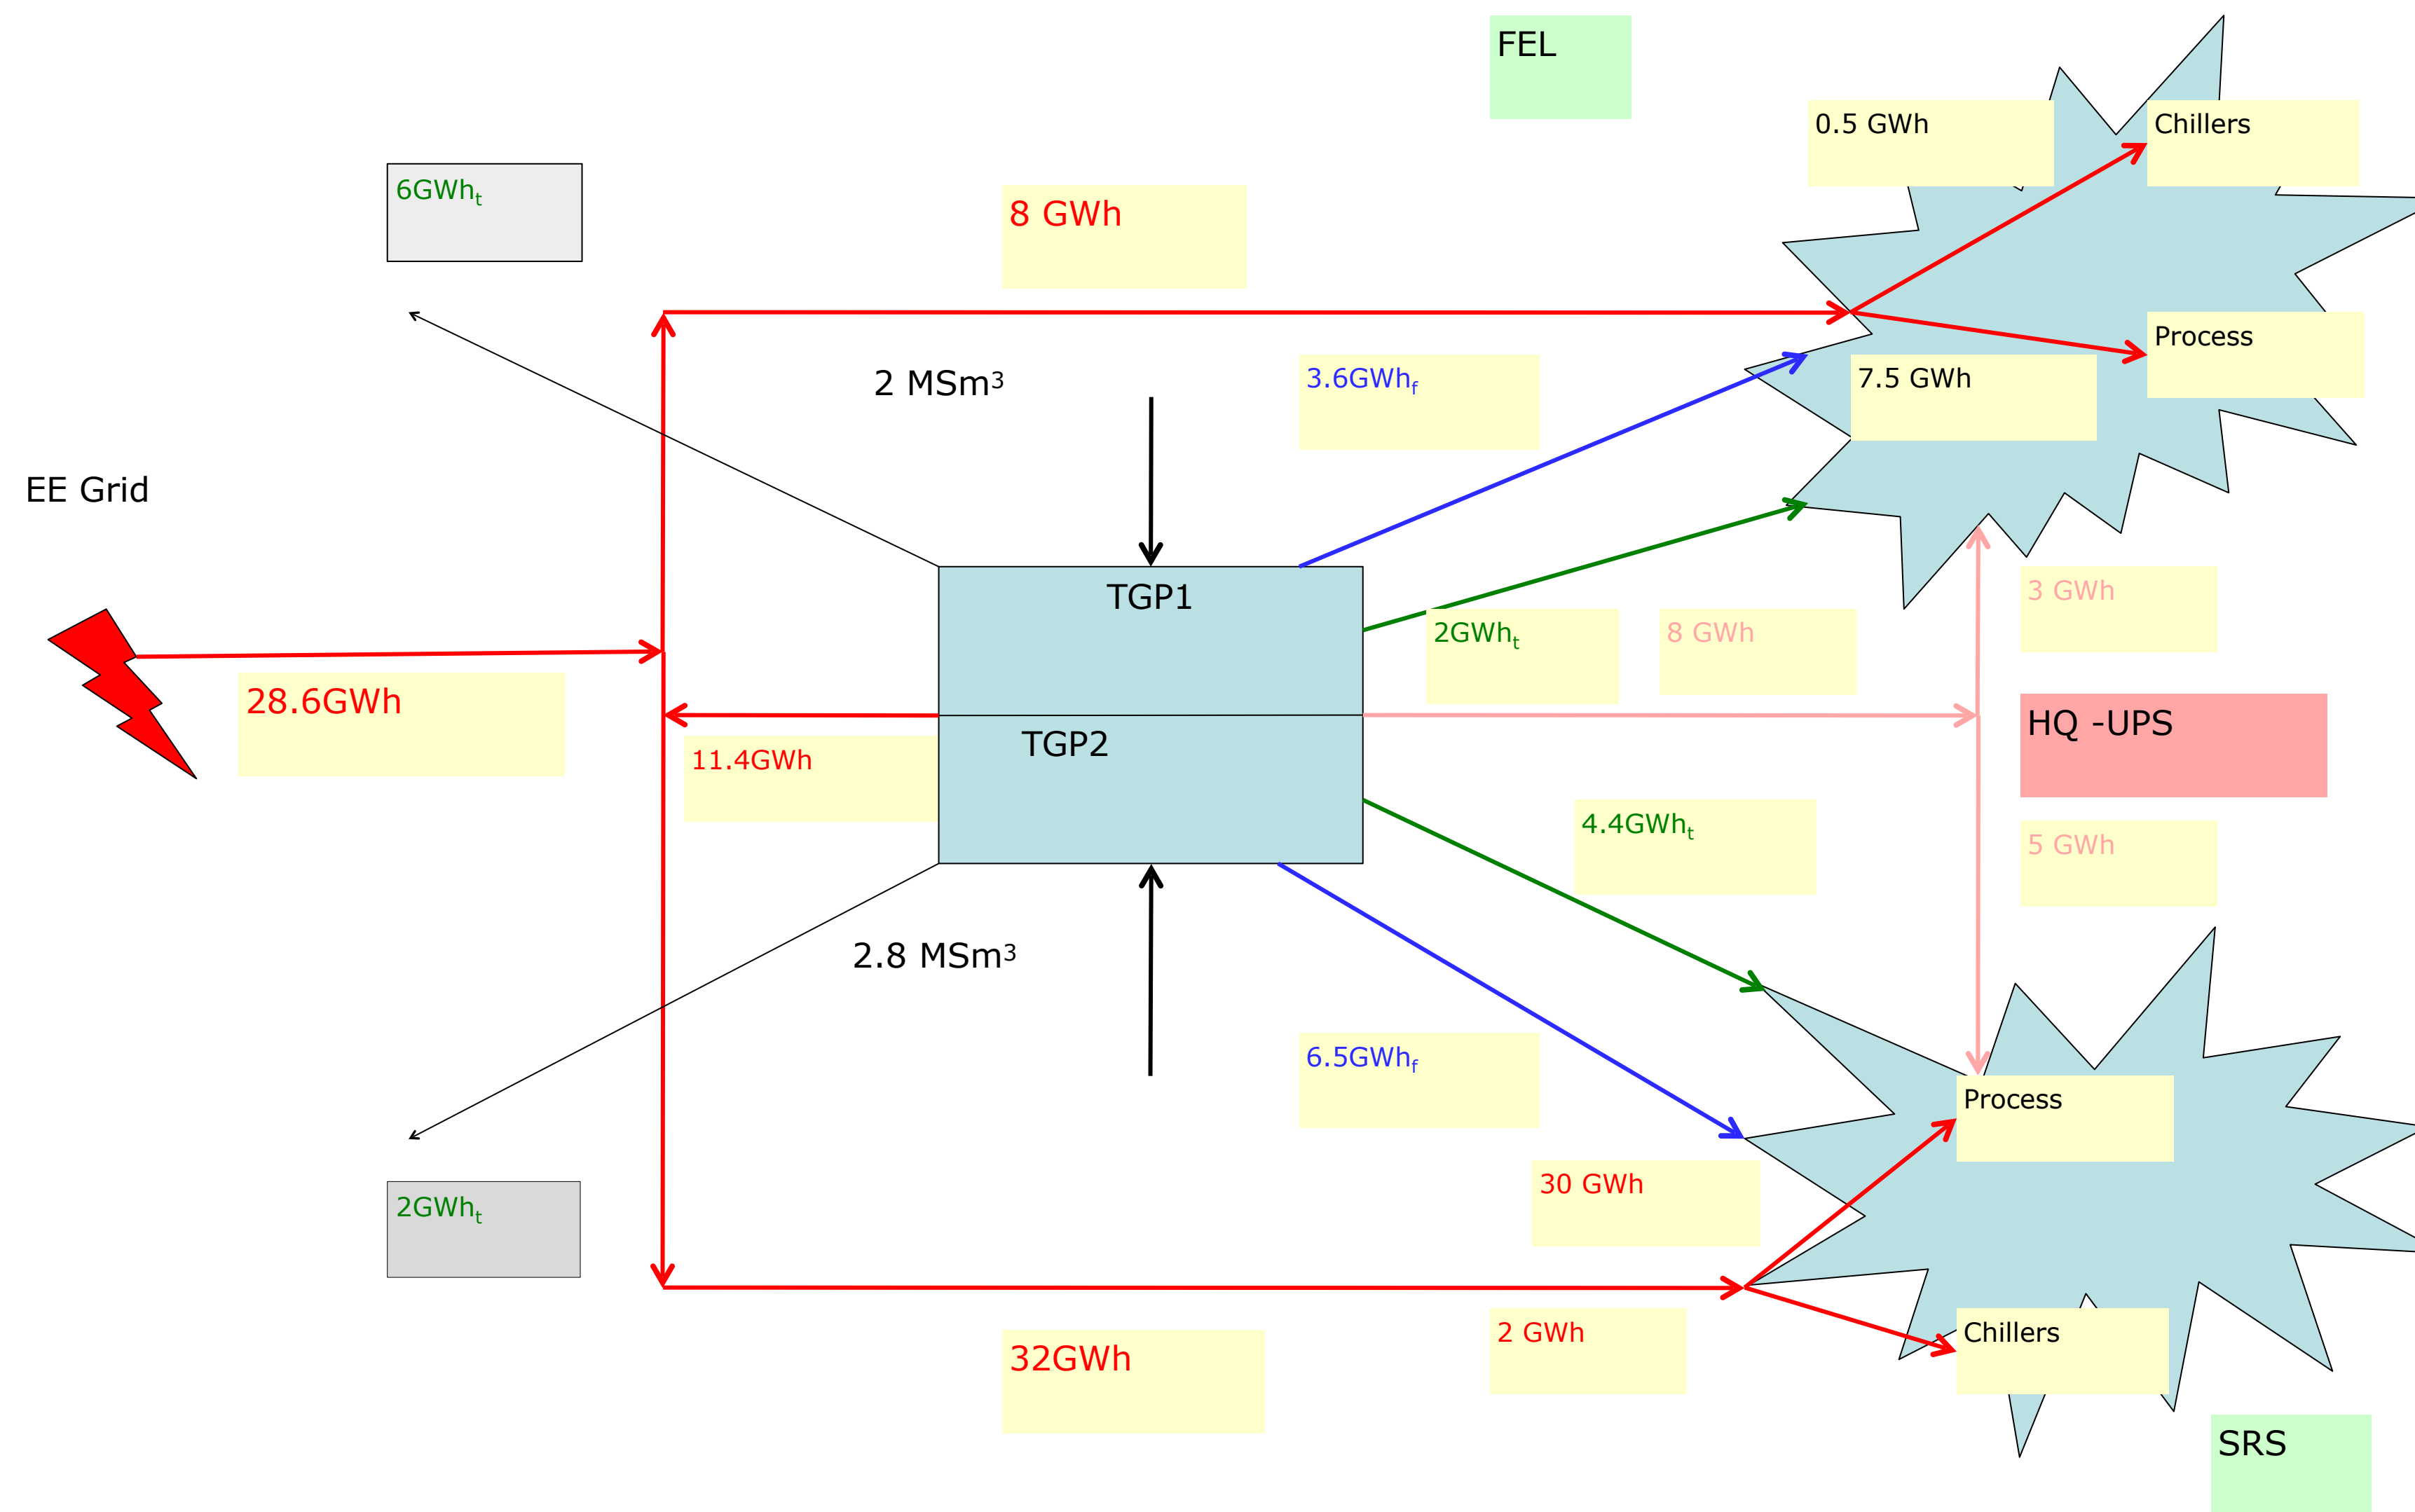 FEL
0.5 GWh
Chillers
6GWhₜ
8 GWh
Process
2 MSm³
3.6GWh_f
7.5 GWh
EE Grid
TGP1
3 GWh
2GWhₜ
8 GWh
28.6GWh
HQ -UPS
TGP2
11.4GWh
4.4GWhₜ
5 GWh
2.8 MSm³
6.5GWh_f
Process
30 GWh
2GWhₜ
2 GWh
Chillers
32GWh
SRS